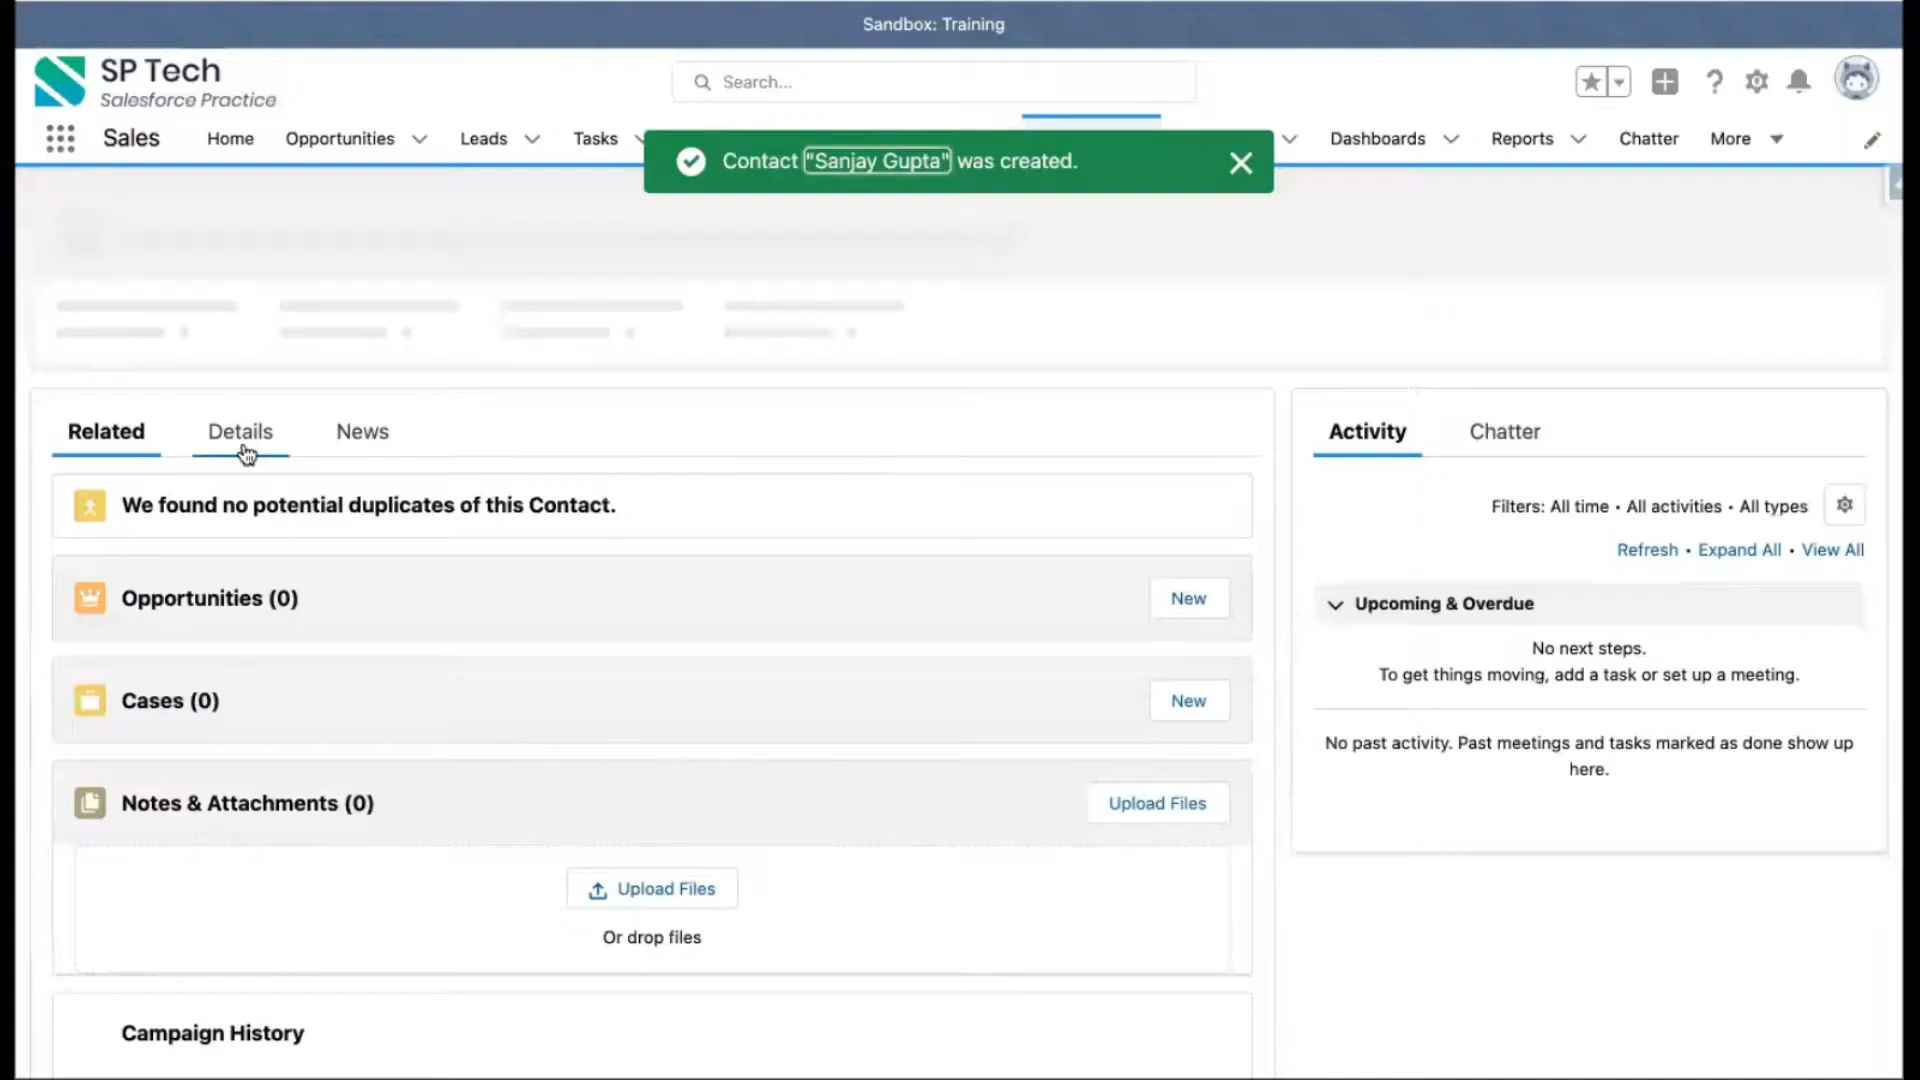 Sandbox: Training
SP Tech
Salesforce Practice
Search...
Sales
Home
Opportunities
Leads
Tasks
Dashboards
Reports
Chatter
More
Contact "Sanjay Gupta" was created.
Related
Details
News
We found no potential duplicates of this Contact.
Opportunities (0)
New
Cases (0)
New
Notes & Attachments (0)
Upload Files
Upload Files
Or drop files
Campaign History
Activity
Chatter
Filters: All time • All activities • All types
Refresh • Expand All • View All
Upcoming & Overdue
No next steps.
To get things moving, add a task or set up a meeting.
No past activity. Past meetings and tasks marked as done show up
here.